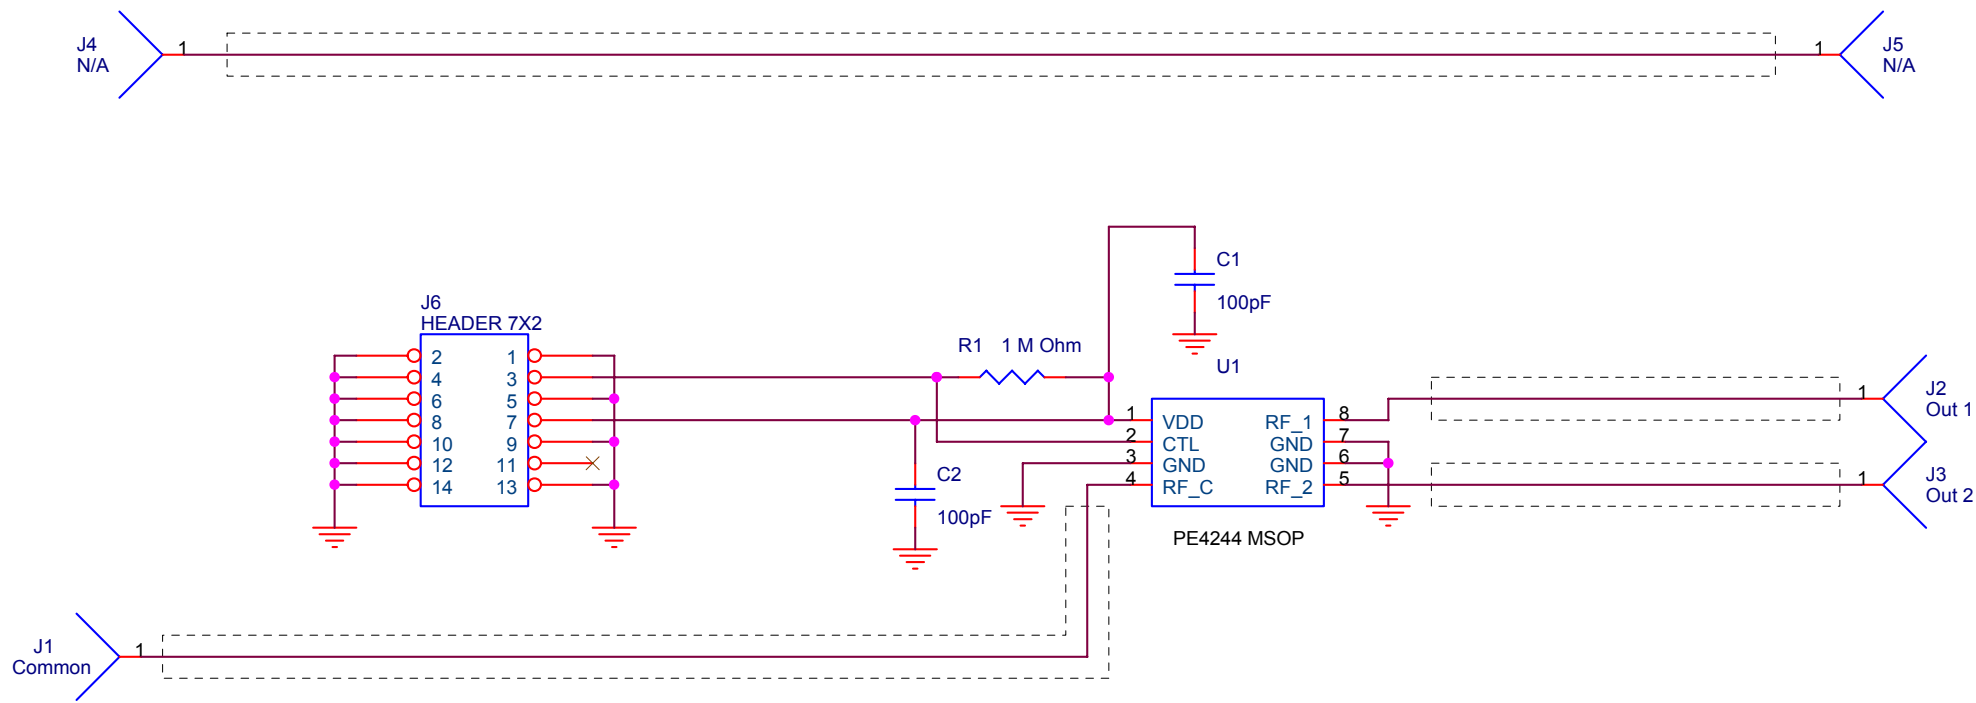 J4
N/A
1
1
J5
N/A
C1
100pF
J6
HEADER 7X2
R1 1 M Ohm
U1
2 1
4 3
6 5
8 7
10 9
12 11
14 13
1 VDD RF_1 8
2 CTL GND 7
3 GND GND 6
4 RF_C RF_2 5
PE4244 MSOP
C2
100pF
1
J2
Out 1
1
J3
Out 2
J1
Common
1